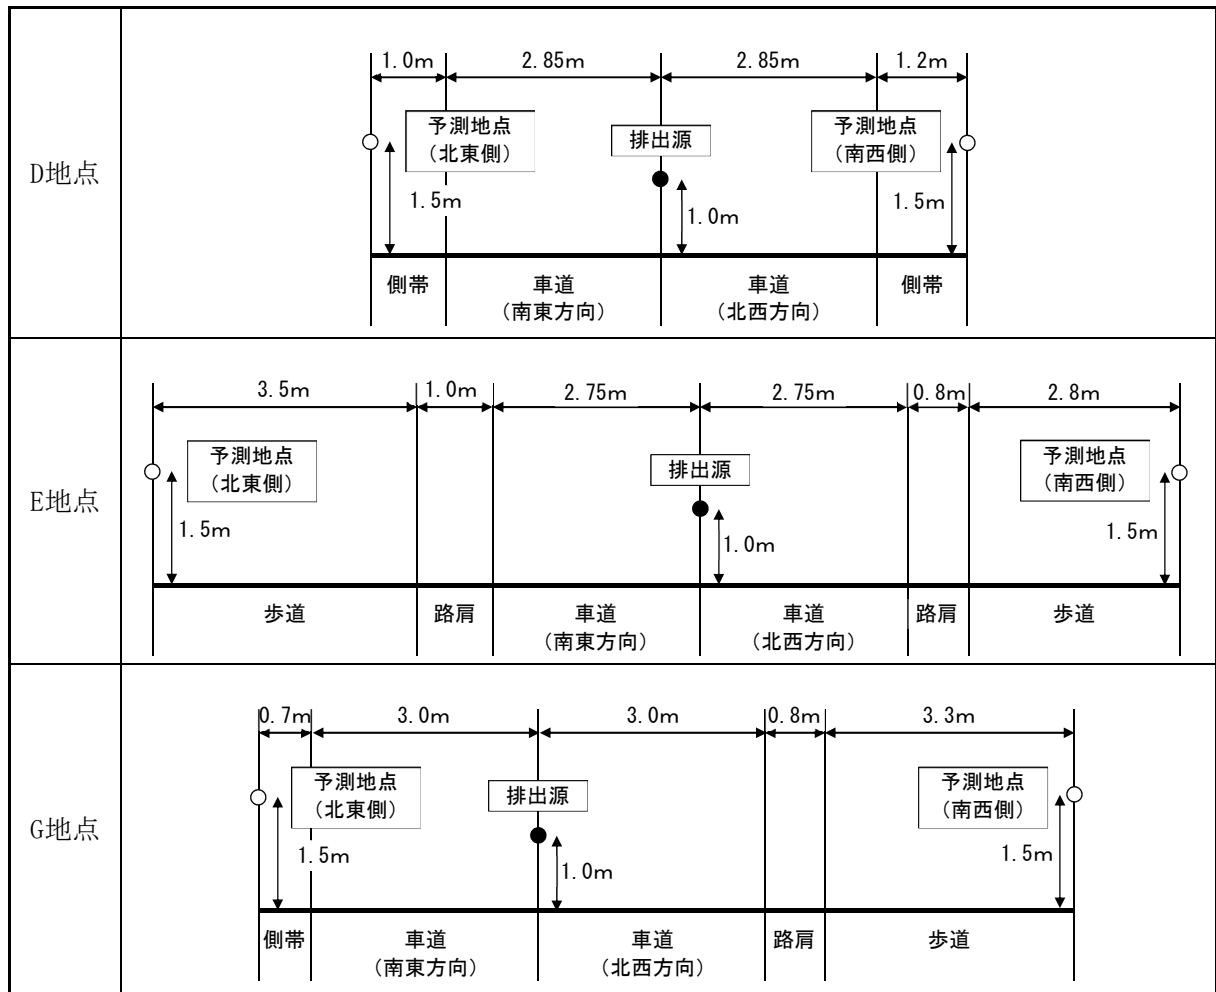 D地点
1.0m
2.85m
2.85m
1.2m
予測地点
(北東側)
排出源
予測地点
(南西側)
1.5m
1.0m
1.5m
側帯
車道
(南東方向)
車道
(北西方向)
側帯
E地点
3.5m
1.0m
2.75m
2.75m
0.8m
2.8m
予測地点
(北東側)
排出源
予測地点
(南西側)
1.5m
1.0m
1.5m
歩道
路肩
車道
(南東方向)
車道
(北西方向)
路肩
歩道
G地点
0.7m
3.0m
3.0m
0.8m
3.3m
予測地点
(北東側)
排出源
予測地点
(南西側)
1.5m
1.0m
1.5m
側帯
車道
(南東方向)
車道
(北西方向)
路肩
歩道